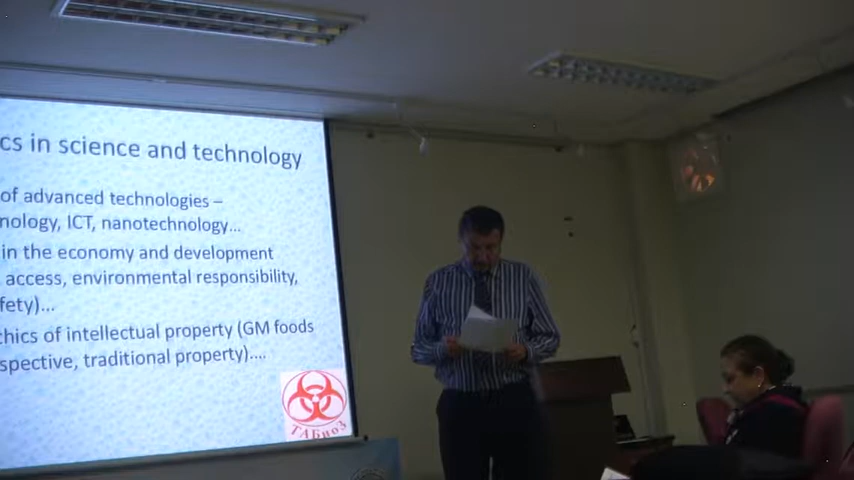 cs in science and technology
of advanced technologies –
nology, ICT, nanotechnology…
in the economy and development
access, environmental responsibility,
fety)…
thics of intellectual property (GM foods
spective, traditional property)….
ТАБиоЗ